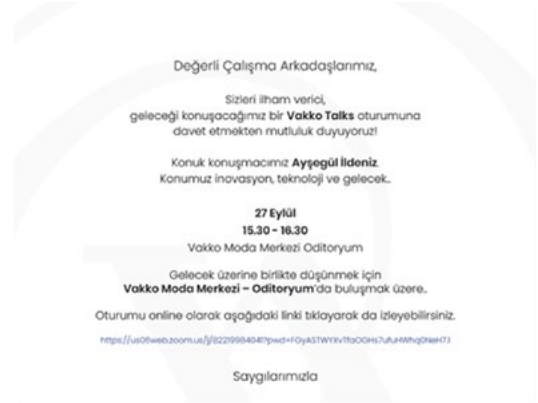 Değerli Çalışma Arkadaşlarımız,
Sizleri ilham verici,
geleceği konuşacağımız bir Vakko Talks oturumuna
davet etmekten mutluluk duyuyoruz!
Konuk konuşmacımız Ayşegül İldeniz.
Konumuz inovasyon, teknoloji ve gelecek..
27 Eylül
15.30 - 16.30
Vakko Moda Merkezi Oditoryum
Gelecek üzerine birlikte düşünmek için
Vakko Moda Merkezi – Oditoryum'da buluşmak üzere..
Oturumu online olarak aşağıdaki linki tıklayarak da izleyebilirsiniz.
Saygılarımızla